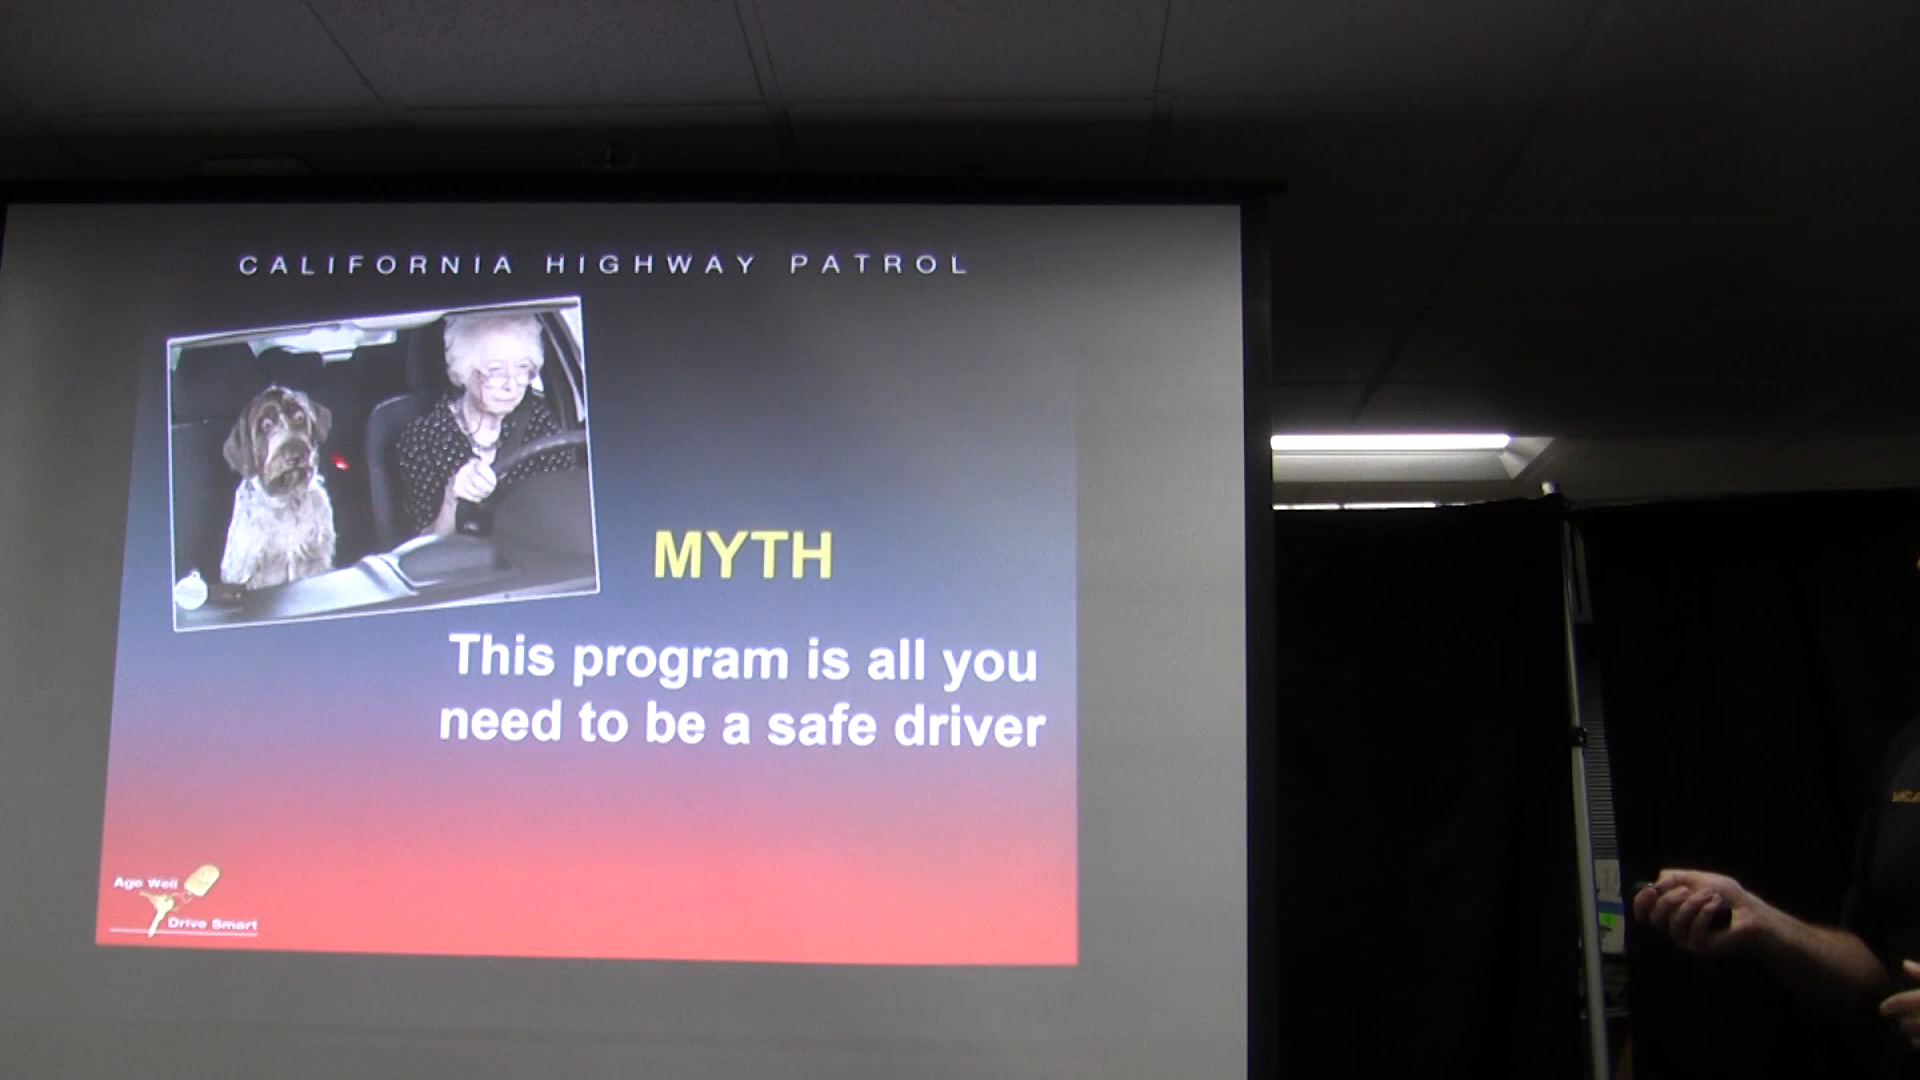 CALIFORNIA HIGHWAY PATROL
MYTH
This program is all you
need to be a safe driver
Age Well
Drive Smart